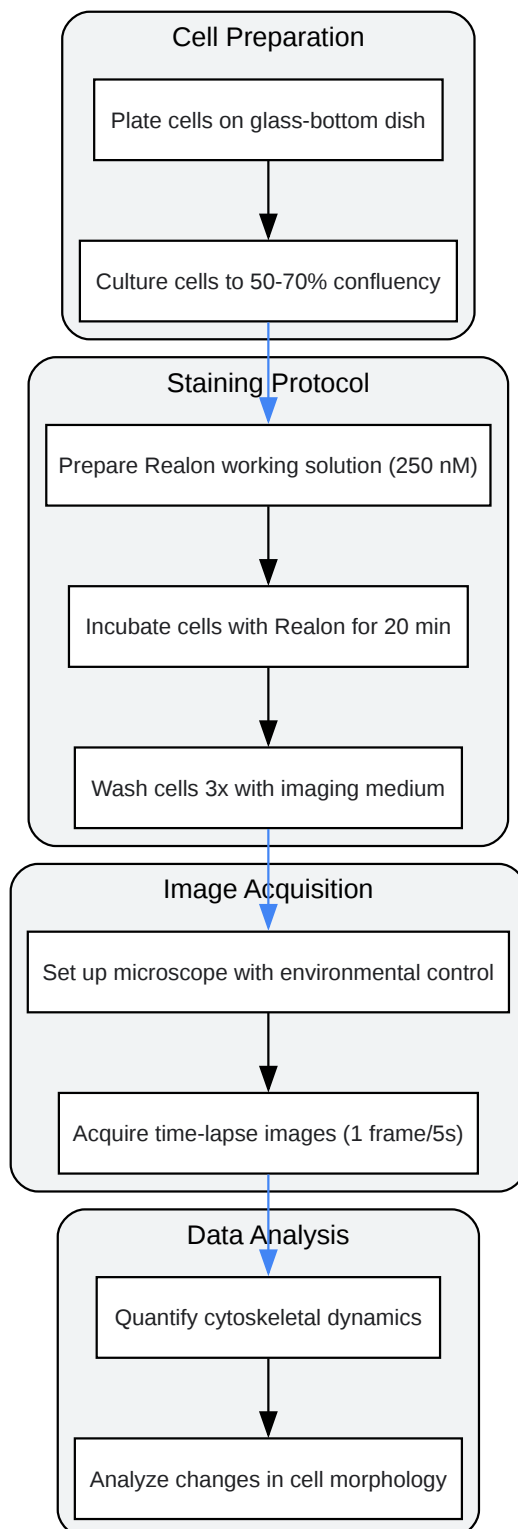 Cell Preparation
Plate cells on glass-bottom dish
Culture cells to 50-70% confluency
Staining Protocol
Prepare Realon working solution (250 nM)
Incubate cells with Realon for 20 min
Wash cells 3x with imaging medium
Image Acquisition
Set up microscope with environmental control
Acquire time-lapse images (1 frame/5s)
Data Analysis
Quantify cytoskeletal dynamics
Analyze changes in cell morphology